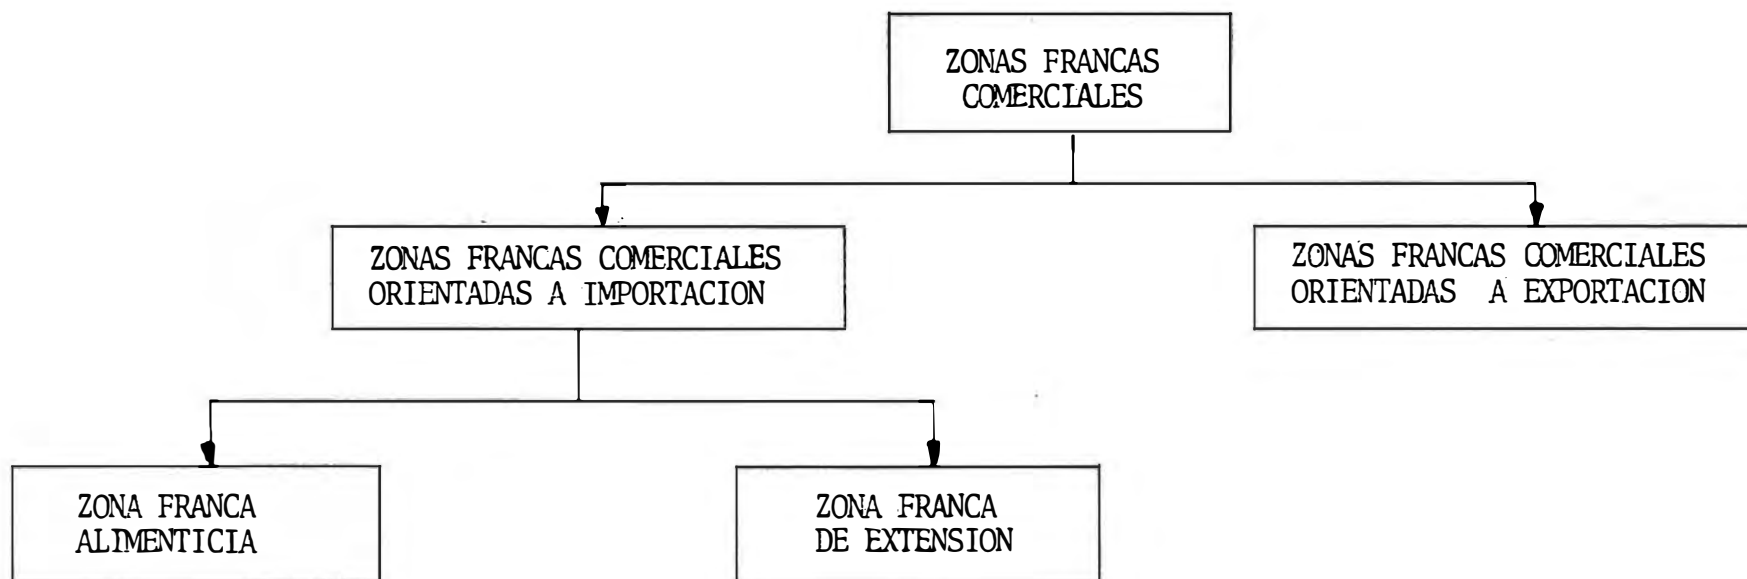 ZONAS FRANCAS
COMERCIALES
ZONAS FRANCAS COMERCIALES
ORIENTADAS A IMPORTACION
ZONAS FRANCAS COMERCIALES
ORIENTADAS A EXPORTACION
ZONA FRANCA
ALIMENTICIA
ZONA FRANCA
DE EXTENSION